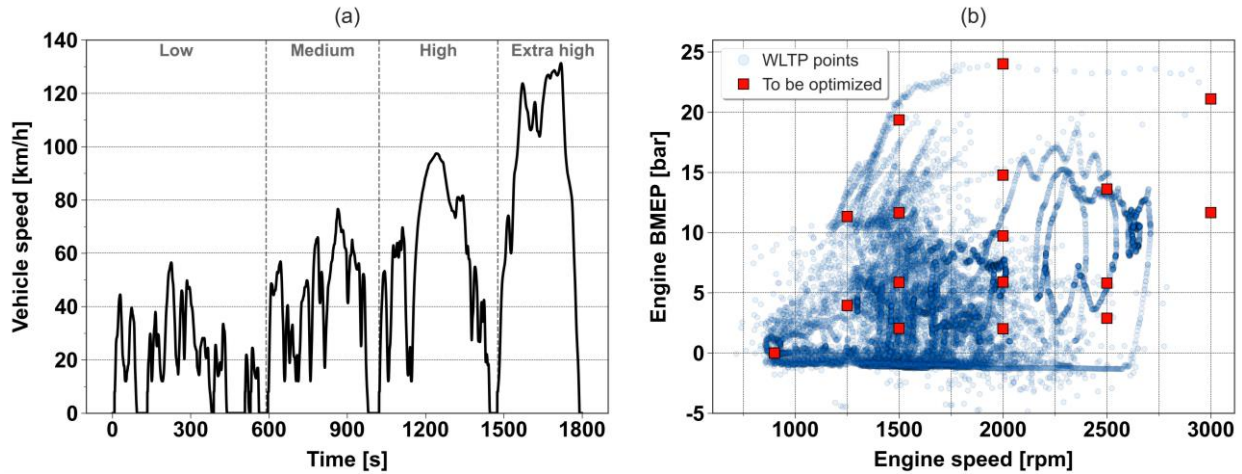 (a)
Low Medium High Extra high
140
120
100
80
60
40
20
0
Vehicle speed [km/h]
0 300 600 900 1200 1500 1800
Time [s]
(b)
WLTP points
To be optimized
25
20
15
10
5
0
-5
Engine BMEP [bar]
1000 1500 2000 2500 3000
Engine speed [rpm]